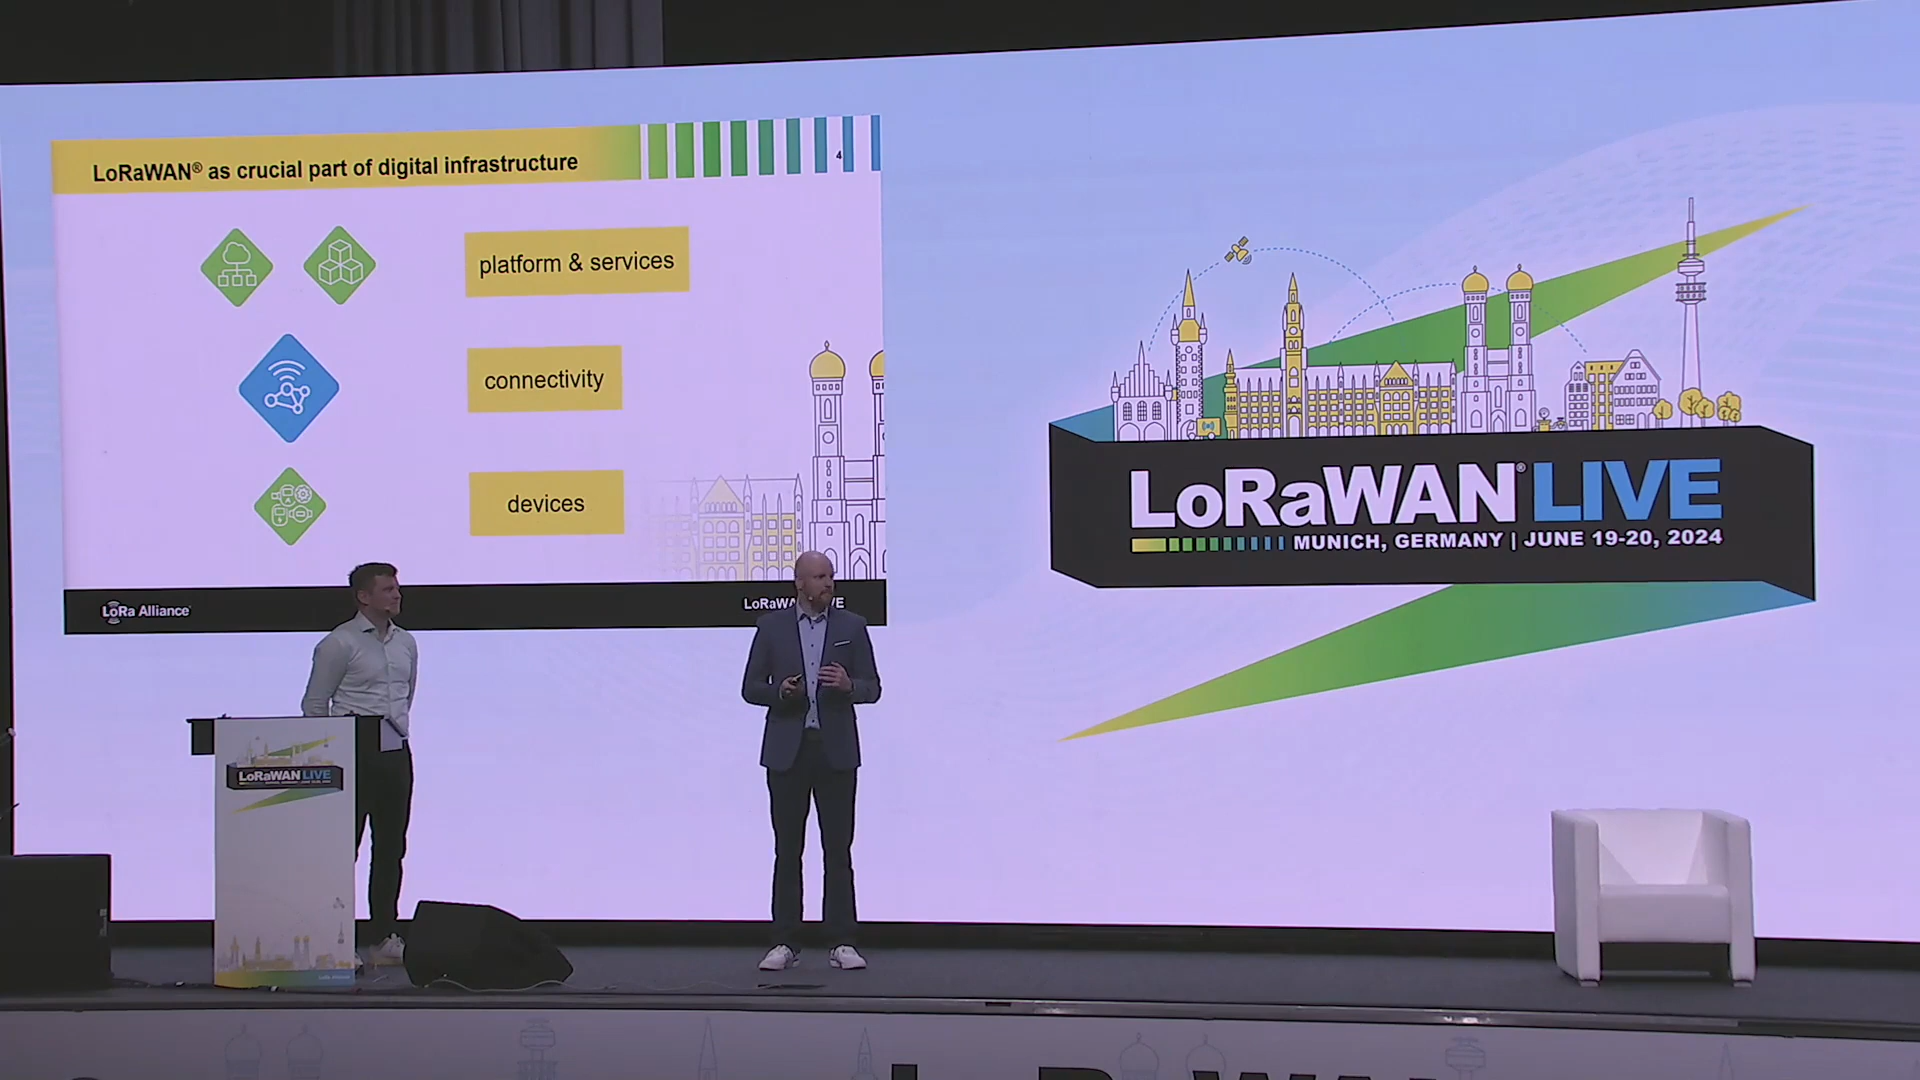 LoRaWAN® as crucial part of digital infrastructure
4
platform & services
connectivity
devices
LoRa Alliance
LoRaWAN® LIVE
MUNICH, GERMANY | JUNE 19-20, 2024
LoRaWAN LIVE